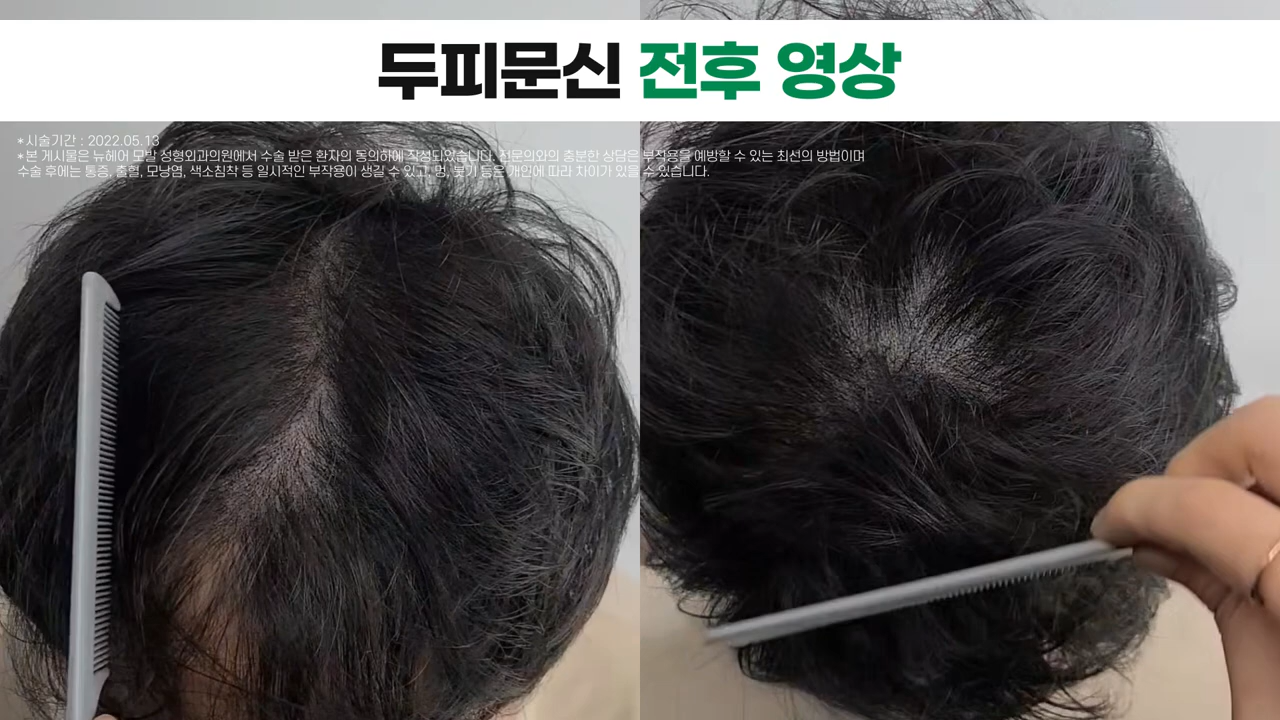 두피문신 전후 영상
*시술기간 : 2022.05.13
*본 게시물은 뉴헤어 모발 성형외과의원에서 수술 받은 환자의 동의하에 작성되었습니다. 전문의와의 충분한 상담은 부작용을 예방할 수 있는 최선의 방법이며
수술 후에는 통증, 출혈, 모낭염, 색소침착 등 일시적인 부작용이 생길 수 있고, 멍, 붓기 등은 개인에 따라 차이가 있을 수 있습니다.